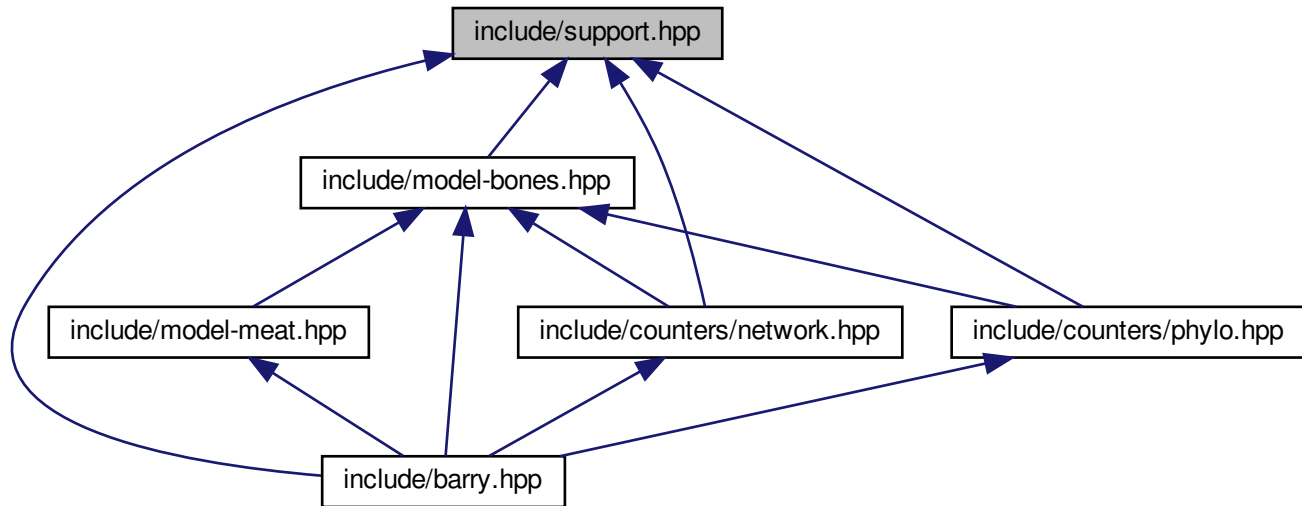 include/support.hpp
include/model-bones.hpp
include/model-meat.hpp
include/counters/network.hpp
include/counters/phylo.hpp
include/barry.hpp